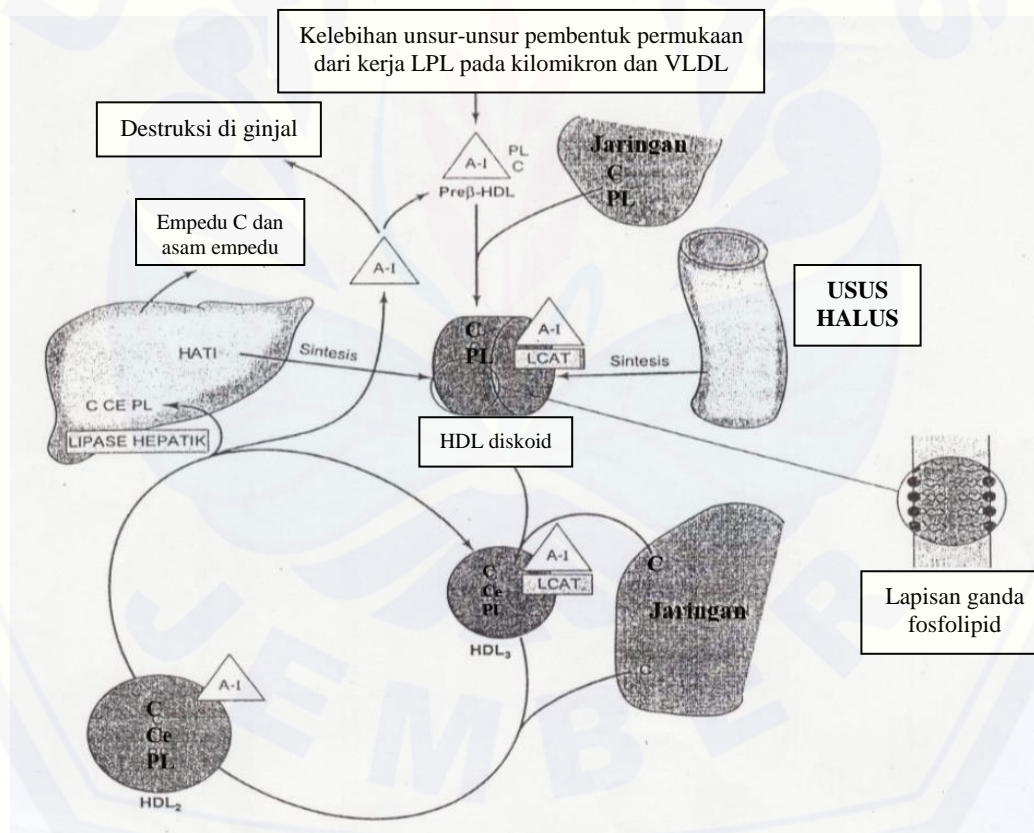 Kelebihan unsur-unsur pembentuk permukaan
dari kerja LPL pada kilomikron dan VLDL
Destruksi di ginjal
A-I
PL
C
Preβ-HDL
Jaringan
C
PL
Empedu C dan
asam empedu
A-I
USUS
HALUS
HATI
Sintesis
C
PL
A-I
LCAT
Sintesis
C CE PL
LIPASE HEPATIK
HDL diskoid
A-I
LCAT
C
Ce
PL
HDL₃
C
Jaringan
C
Lapisan ganda
fosfolipid
A-I
C
Ce
PL
HDL₂
JEMBER